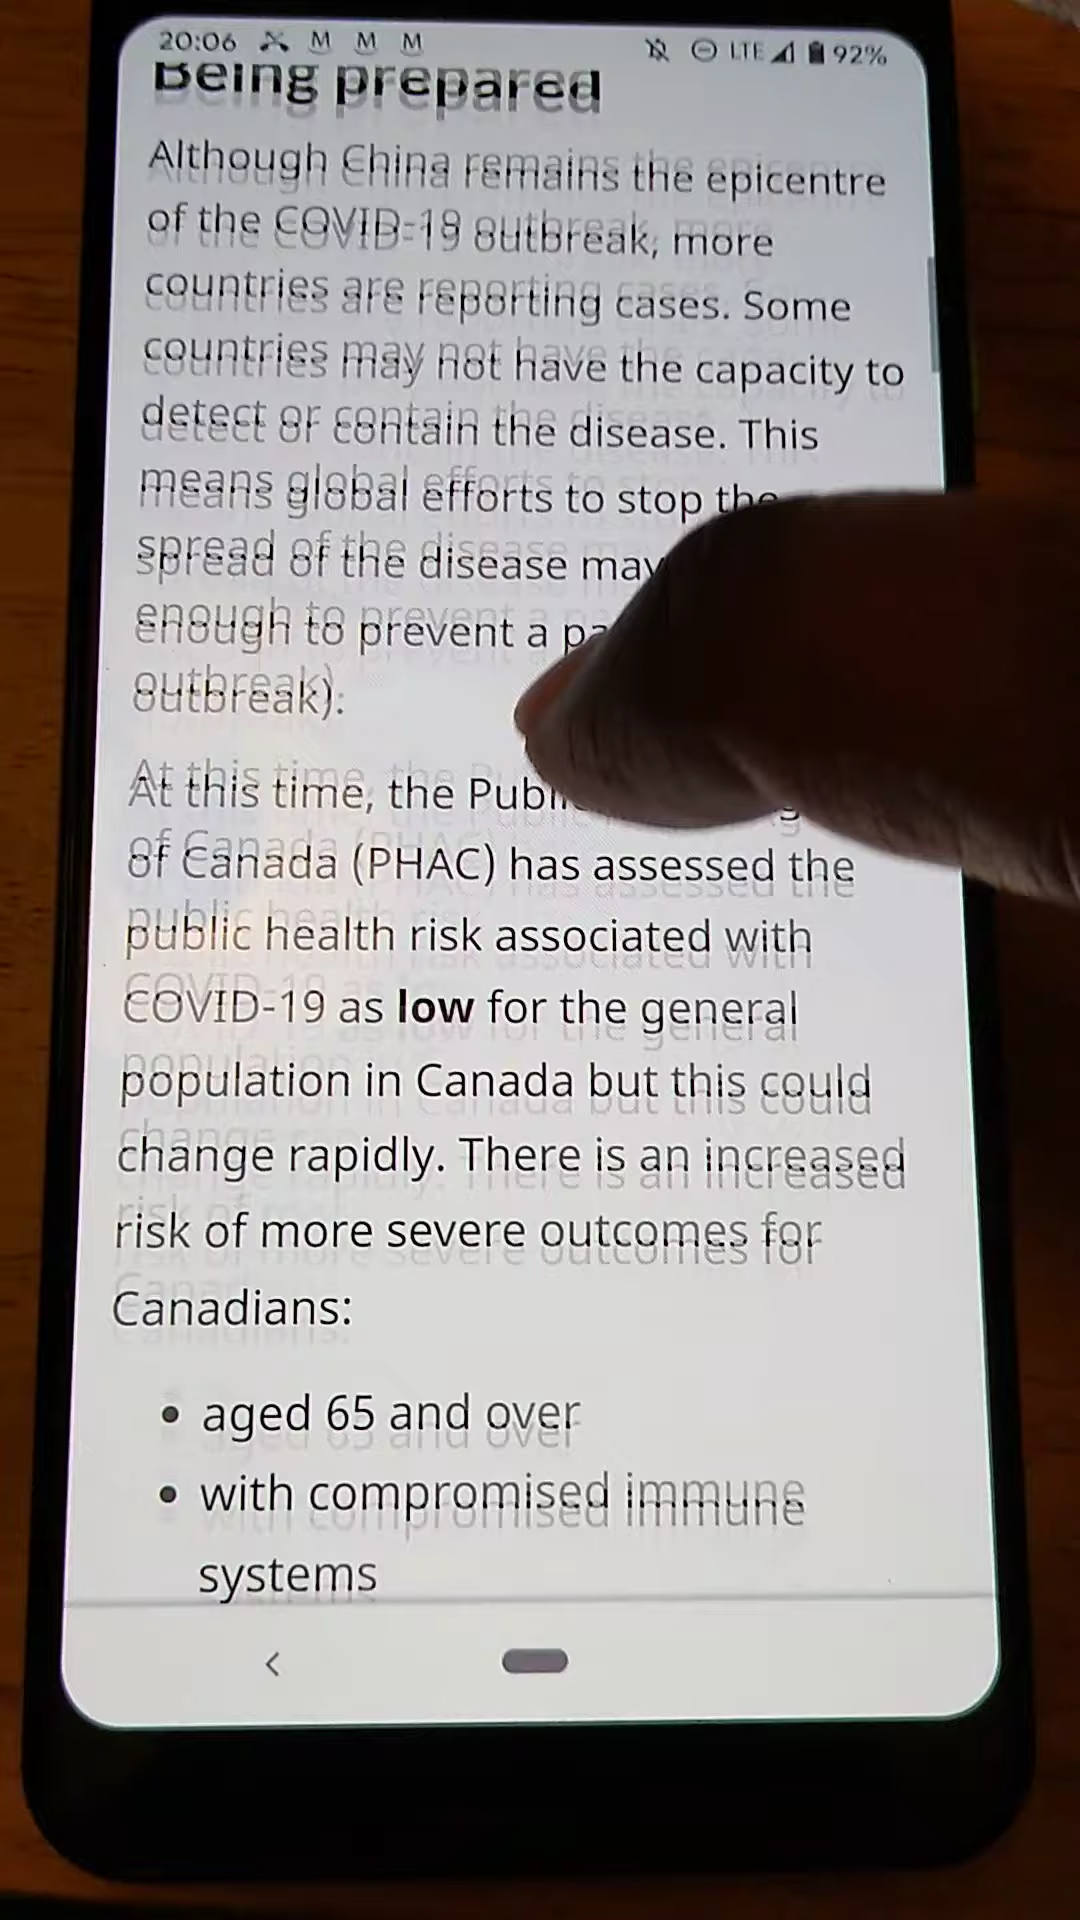 20:06 M M M LTE 92%
Being prepared
Although China remains the epicentre
of the COVID-19 outbreak, more
countries are reporting cases. Some
countries may not have the capacity to
detect or contain the disease. This
means global efforts to stop the
spread of the disease may
enough to prevent a
outbreak).
At this time, the Public
of Canada (PHAC) has assessed the
public health risk associated with
COVID-19 as low for the general
population in Canada but this could
change rapidly. There is an increased
risk of more severe outcomes for
Canadians:
• aged 65 and over
• with compromised immune
systems